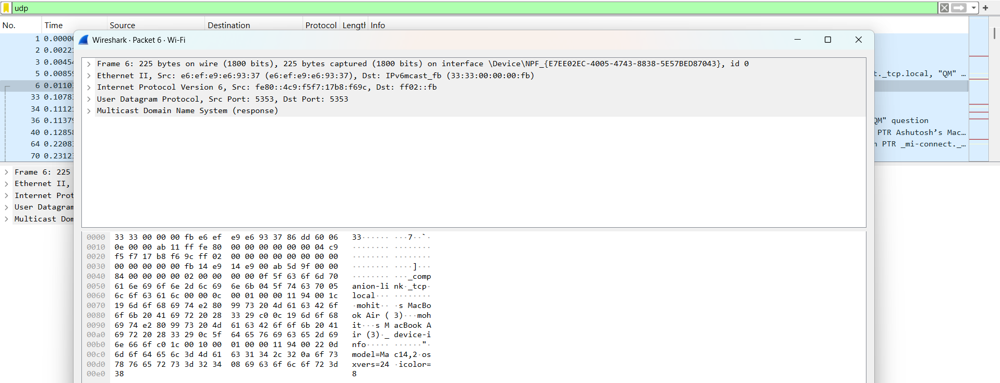 udp
No. Time Source Destination Protocol Length Info
Wireshark · Packet 6 · Wi-Fi
1 0.0000
2 0.0022
3 0.0045
5 0.0085 t._tcp.local, "QM" …
6 0.0110
33 0.1078
34 0.1112
36 0.1137 QM" question
40 0.1285 PTR Ashutosh’s Mac…
64 0.2208 PTR _mi-connect._…
70 0.2312
Frame 6: 225 bytes on wire (1800 bits), 225 bytes captured (1800 bits) on interface \Device\NPF_{E7EE02EC-4005-4743-8838-5E57BED87043}, id 0
Ethernet II, Src: e6:ef:e9:e6:93:37 (e6:ef:e9:e6:93:37), Dst: IPv6mcast_fb (33:33:00:00:00:fb)
Internet Protocol Version 6, Src: fe80::4c9:f5f7:17b8:f69c, Dst: ff02::fb
User Datagram Protocol, Src Port: 5353, Dst Port: 5353
Multicast Domain Name System (response)
Frame 6: 225
Ethernet II,
Internet Prot
User Datagram
Multicast Dom
0000 33 33 00 00 00 fb e6 ef e9 e6 93 37 86 dd 60 06 33······ ···7··`·
0010 0e 00 00 ab 11 ff fe 80 00 00 00 00 00 00 04 c9 ········ ········
0020 f5 f7 17 b8 f6 9c ff 02 00 00 00 00 00 00 00 00 ········ ········
0030 00 00 00 00 00 fb 14 e9 14 e9 00 ab 5d 9f 00 00 ········ ····]···
0040 84 00 00 00 00 02 00 00 00 00 0f 5f 63 6f 6d 70 ········ ···_comp
0050 61 6e 69 6f 6e 2d 6c 69 6e 6b 04 5f 74 63 70 05 anion-li nk·_tcp·
0060 6c 6f 63 61 6c 00 00 0c 00 01 00 00 11 94 00 1c local··· ········
0070 19 6d 6f 68 69 74 e2 80 99 73 20 4d 61 63 42 6f ·mohit·· ·s MacBo
0080 6f 6b 20 41 69 72 20 28 33 29 c0 0c 19 6d 6f 68 ok Air ( 3)···moh
0090 69 74 e2 80 99 73 20 4d 61 63 42 6f 6f 6b 20 41 it···s M acBook A
00a0 69 72 20 28 33 29 0c 5f 64 65 76 69 63 65 2d 69 ir (3)·_ device-i
00b0 6e 66 6f c0 1c 00 10 00 01 00 00 11 94 00 22 0d nfo····· ······"·
00c0 6d 6f 64 65 6c 3d 4d 61 63 31 34 2c 32 0a 6f 73 model=Ma c14,2·os
00d0 78 76 65 72 73 3d 32 34 08 69 63 6f 6c 6f 72 3d xvers=24 ·icolor=
00e0 38 8